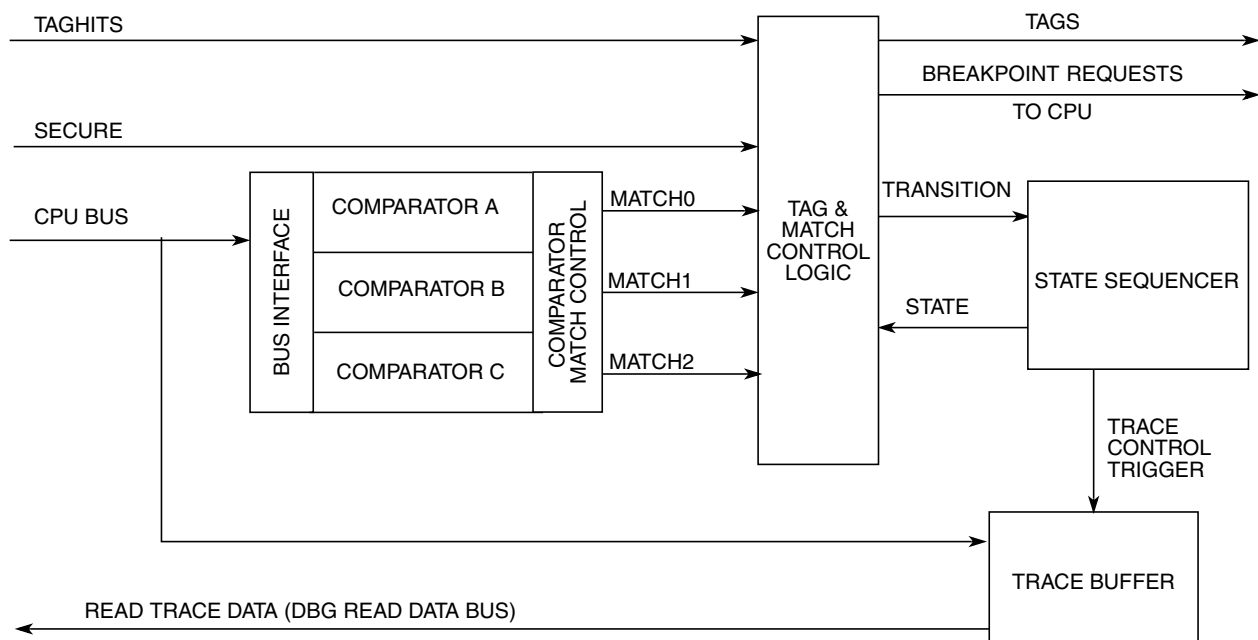 TAGHITS
TAGS
BREAKPOINT REQUESTS
TO CPU
SECURE
CPU BUS
BUS INTERFACE
COMPARATOR A
COMPARATOR B
COMPARATOR C
COMPARATOR
MATCH CONTROL
MATCH0
MATCH1
MATCH2
TAG &
MATCH
CONTROL
LOGIC
TRANSITION
STATE
STATE SEQUENCER
TRACE
CONTROL
TRIGGER
TRACE BUFFER
READ TRACE DATA (DBG READ DATA BUS)